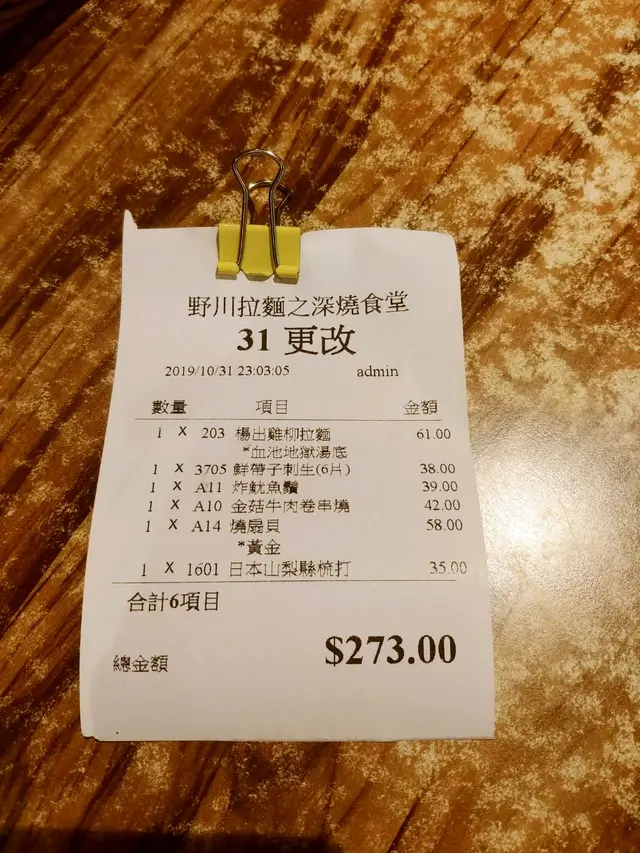 野川拉麵之深燒食堂
31 更改
2019/10/31 23:03:05 admin
數量 項目 金額
1 X 203 楊出雞柳拉麵 61.00
*血池地獄湯底
1 X 3705 鮮帶子刺生(6片) 38.00
1 X A11 炸魷魚鬚 39.00
1 X A10 金菇牛肉卷串燒 42.00
1 X A14 燒扇貝 58.00
*黃金
1 X 1601 日本山梨縣梳打 35.00
合計6項目
總金額 $273.00